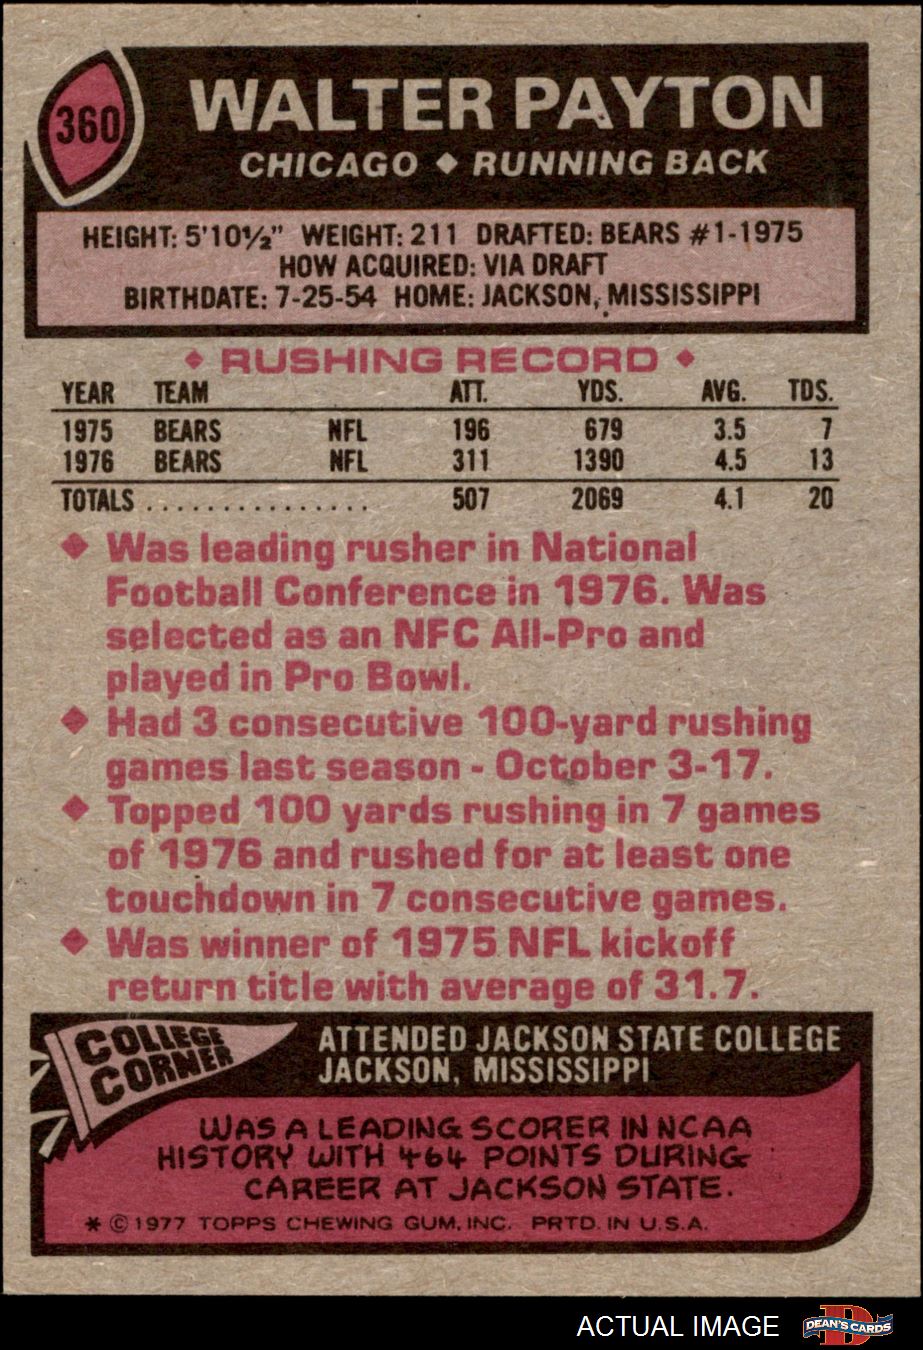 360
WALTER PAYTON
CHICAGO ♦ RUNNING BACK
HEIGHT: 5'10½" WEIGHT: 211 DRAFTED: BEARS #1-1975
HOW ACQUIRED: VIA DRAFT
BIRTHDATE: 7-25-54 HOME: JACKSON, MISSISSIPPI
♦ RUSHING RECORD ♦
YEAR TEAM ATT. YDS. AVG. TDS.
1975 BEARS NFL 196 679 3.5 7
1976 BEARS NFL 311 1390 4.5 13
TOTALS . . . . . . . . . . . . . . . 507 2069 4.1 20
♦ Was leading rusher in National
Football Conference in 1976. Was
selected as an NFC All-Pro and
played in Pro Bowl.
♦ Had 3 consecutive 100-yard rushing
games last season - October 3-17.
♦ Topped 100 yards rushing in 7 games
of 1976 and rushed for at least one
touchdown in 7 consecutive games.
♦ Was winner of 1975 NFL kickoff
return title with average of 31.7.
COLLEGE
CORNER
ATTENDED JACKSON STATE COLLEGE
JACKSON, MISSISSIPPI
WAS A LEADING SCORER IN NCAA
HISTORY WITH 464 POINTS DURING
CAREER AT JACKSON STATE.
* © 1977 TOPPS CHEWING GUM, INC. PRTD. IN U.S.A.
ACTUAL IMAGE
DEAN'S CARDS